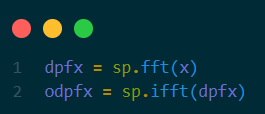 1 dpfx = sp.fft(x)
2 odpfx = sp.ifft(dpfx)